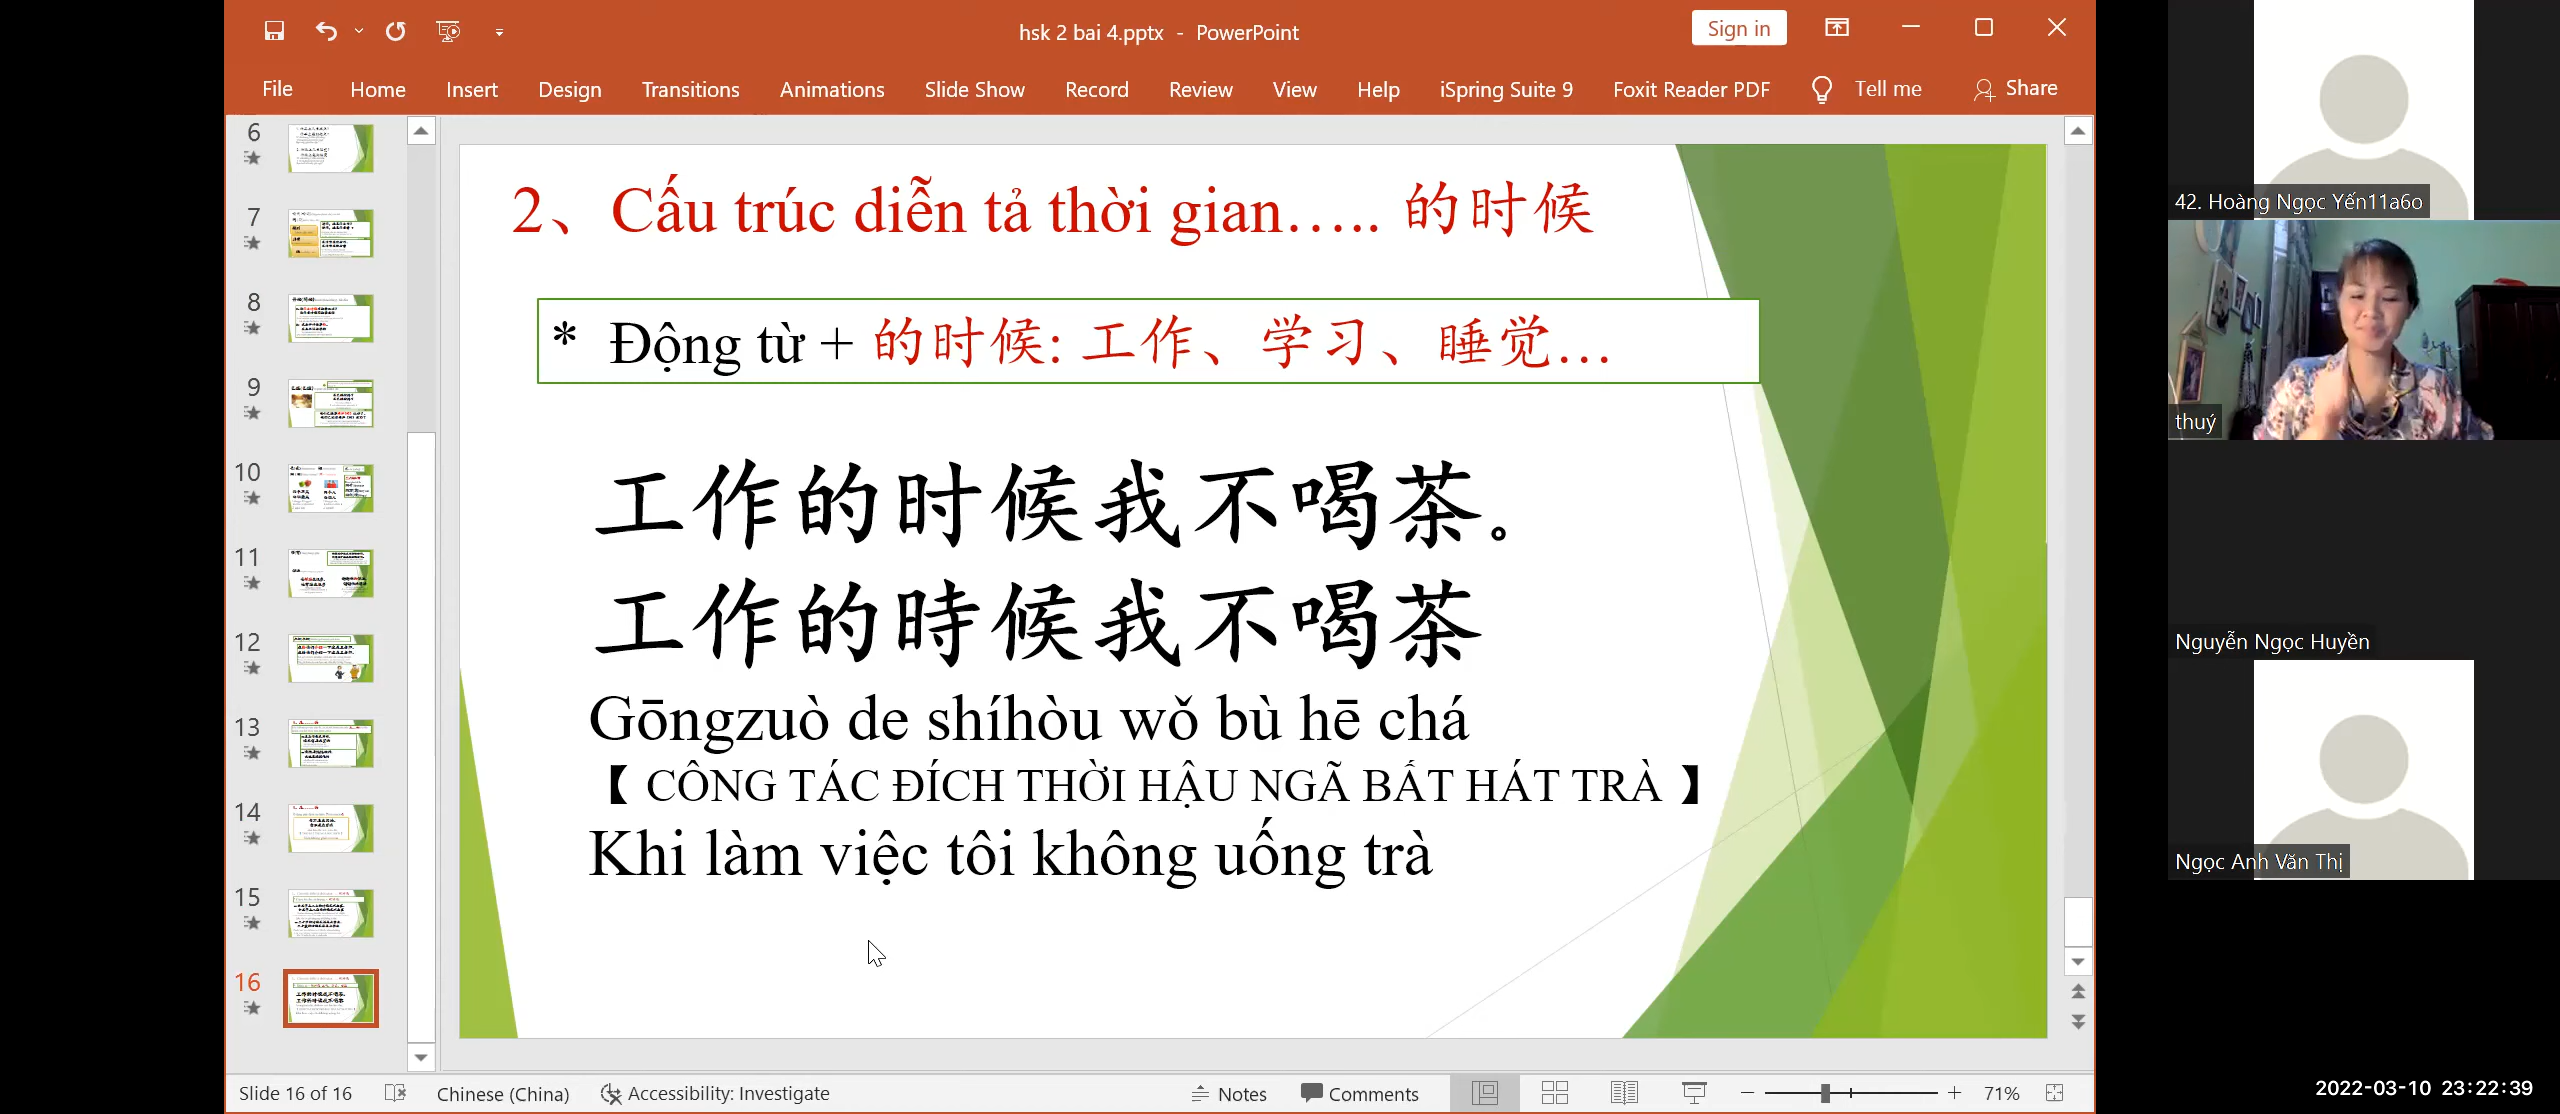 hsk 2 bai 4.pptx - PowerPoint
Sign in
File Home Insert Design Transitions Animations Slide Show Record Review View Help iSpring Suite 9 Foxit Reader PDF Tell me Share
6
7
8
9
10
11
12
13
14
15
16
2、Cấu trúc diễn tả thời gian….. 的时候
* Động từ + 的时候: 工作、学习、睡觉…
工作的时候我不喝茶。
工作的時候我不喝茶
Gōngzuò de shíhòu wǒ bù hē chá
【 CÔNG TÁC ĐÍCH THỜI HẬU NGÃ BẤT HÁT TRÀ 】
Khi làm việc tôi không uống trà
Slide 16 of 16 Chinese (China) Accessibility: Investigate Notes Comments 71%
42. Hoàng Ngọc Yến11a6o
thuý
Nguyễn Ngọc Huyền
Ngọc Anh Văn Thị
2022-03-10 23:22:39